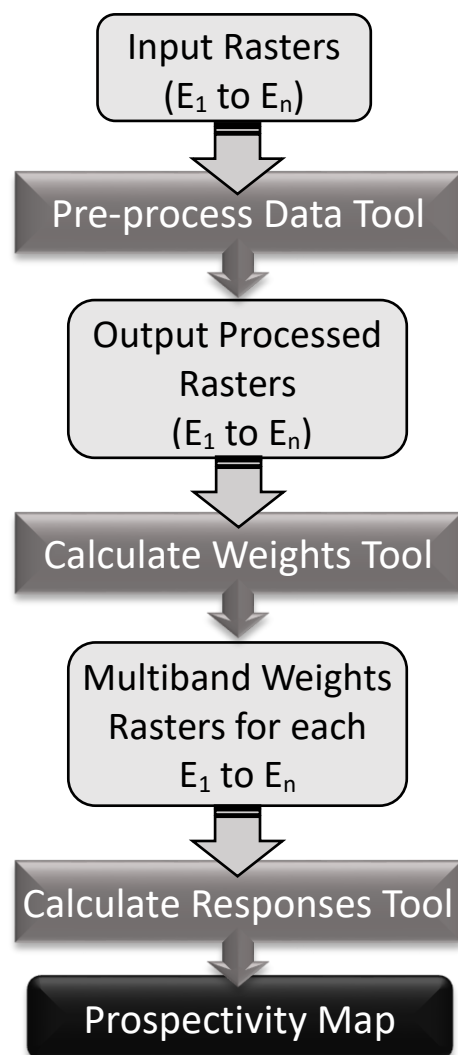 Input Rasters
(E₁ to Eₙ)
Pre-process Data Tool
Output Processed
Rasters
(E₁ to Eₙ)
Calculate Weights Tool
Multiband Weights
Rasters for each
E₁ to Eₙ
Calculate Responses Tool
Prospectivity Map